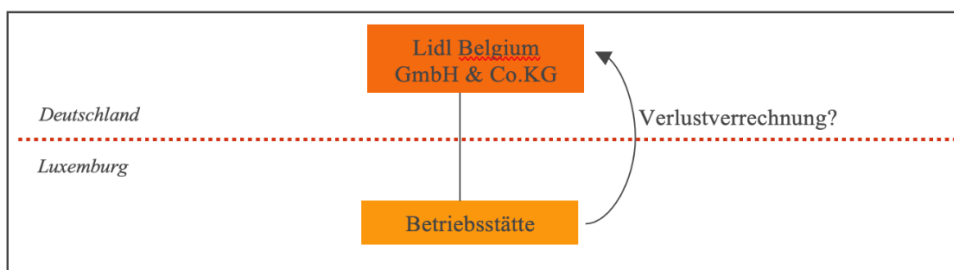 Lidl Belgium
GmbH & Co.KG
Deutschland
Verlustverrechnung?
Luxemburg
Betriebsstätte